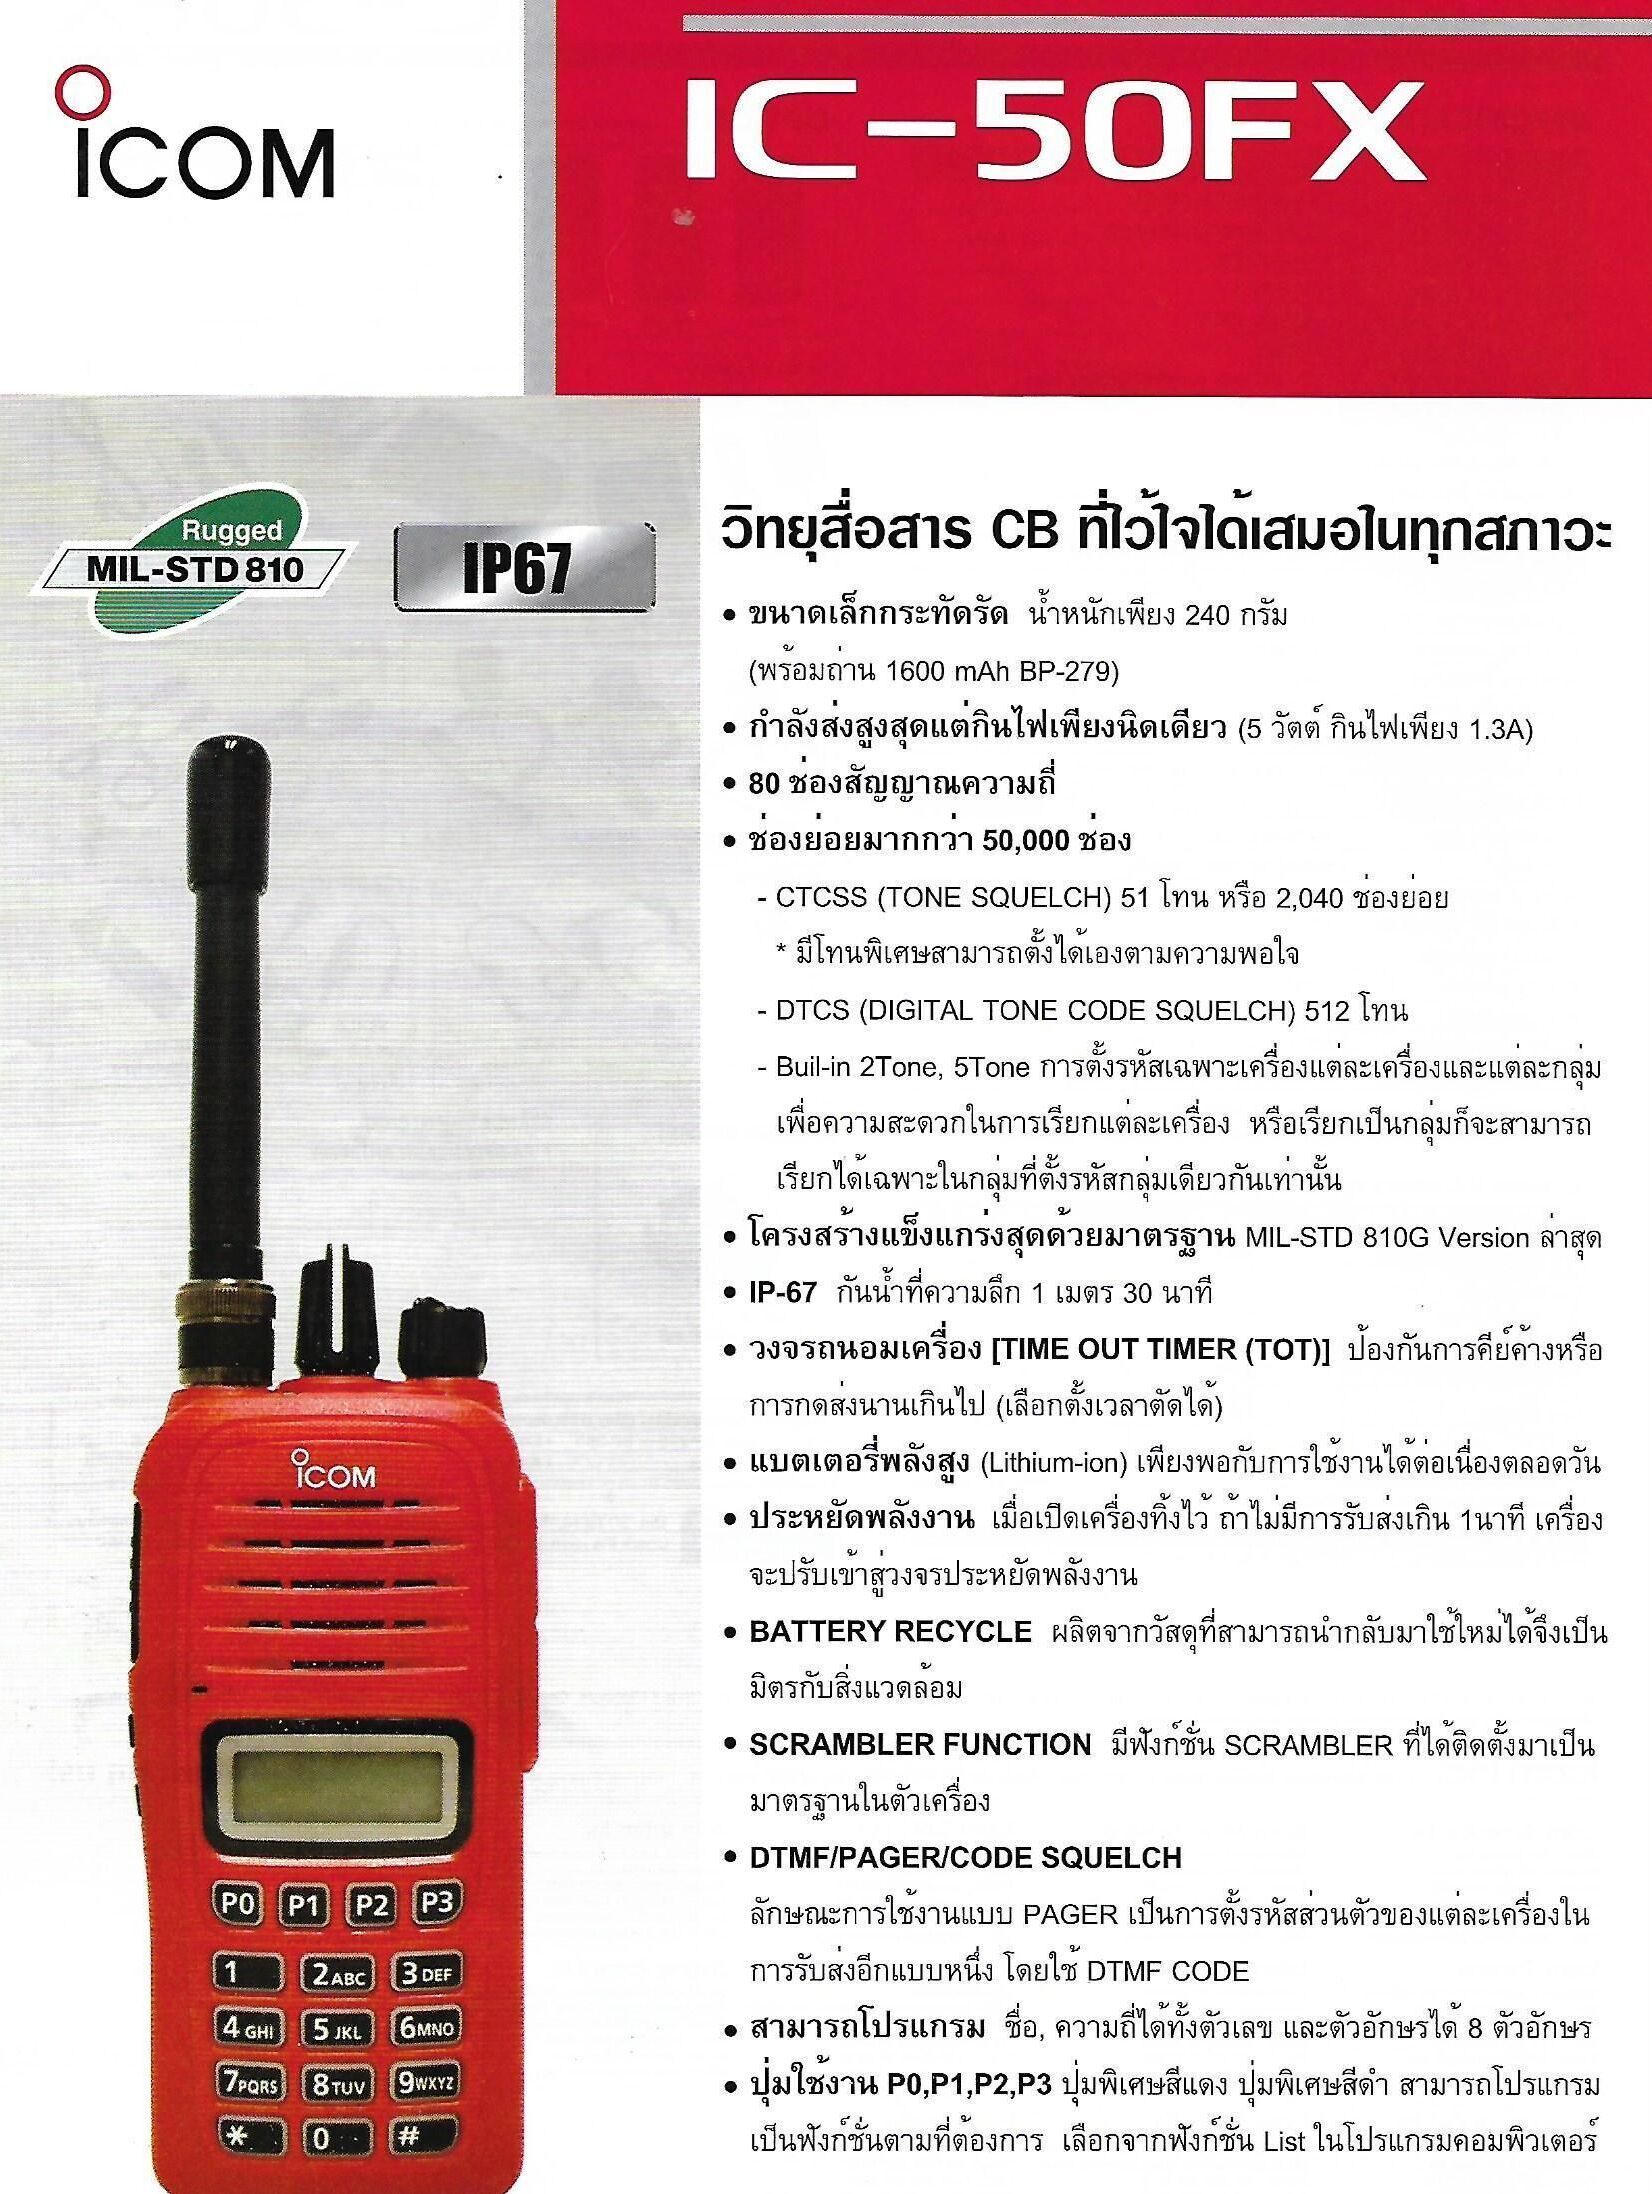 IC-50FX
iCOM
Rugged
MIL-STD 810
IP67
วิทยุสื่อสาร CB ที่ไว้ใจได้เสมอในทุกสภาวะ
• ขนาดเล็กกระทัดรัด น้ำหนักเพียง 240 กรัม
(พร้อมถ่าน 1600 mAh BP-279)
• กำลังส่งสูงสุดแต่กินไฟเพียงนิดเดียว (5 วัตต์ กินไฟเพียง 1.3A)
• 80 ช่องสัญญาณความถี่
• ช่องย่อยมากกว่า 50,000 ช่อง
- CTCSS (TONE SQUELCH) 51 โทน หรือ 2,040 ช่องย่อย
* มีโทนพิเศษสามารถตั้งได้เองตามความพอใจ
- DTCS (DIGITAL TONE CODE SQUELCH) 512 โทน
- Buil-in 2Tone, 5Tone การตั้งรหัสเฉพาะเครื่องแต่ละเครื่องและแต่ละกลุ่ม
เพื่อความสะดวกในการเรียกแต่ละเครื่อง หรือเรียกเป็นกลุ่มก็จะสามารถ
เรียกได้เฉพาะในกลุ่มที่ตั้งรหัสกลุ่มเดียวกันเท่านั้น
• โครงสร้างแข็งแกร่งสุดด้วยมาตรฐาน MIL-STD 810G Version ล่าสุด
• IP-67 กันน้ำที่ความลึก 1 เมตร 30 นาที
• วงจรถนอมเครื่อง [TIME OUT TIMER (TOT)] ป้องกันการคีย์ค้างหรือ
การกดส่งนานเกินไป (เลือกตั้งเวลาตัดได้)
• แบตเตอรี่พลังสูง (Lithium-ion) เพียงพอกับการใช้งานได้ต่อเนื่องตลอดวัน
• ประหยัดพลังงาน เมื่อเปิดเครื่องทิ้งไว้ ถ้าไม่มีการรับส่งเกิน 1นาที เครื่อง
จะปรับเข้าสู่วงจรประหยัดพลังงาน
• BATTERY RECYCLE ผลิตจากวัสดุที่สามารถนำกลับมาใช้ใหม่ได้จึงเป็น
มิตรกับสิ่งแวดล้อม
• SCRAMBLER FUNCTION มีฟังก์ชั่น SCRAMBLER ที่ได้ติดตั้งมาเป็น
มาตรฐานในตัวเครื่อง
• DTMF/PAGER/CODE SQUELCH
ลักษณะการใช้งานแบบ PAGER เป็นการตั้งรหัสส่วนตัวของแต่ละเครื่องใน
การรับส่งอีกแบบหนึ่ง โดยใช้ DTMF CODE
• สามารถโปรแกรม ชื่อ, ความถี่ได้ทั้งตัวเลข และตัวอักษรได้ 8 ตัวอักษร
• ปุ่มใช้งาน P0,P1,P2,P3 ปุ่มพิเศษสีแดง ปุ่มพิเศษสีดำ สามารถโปรแกรม
เป็นฟังก์ชั่นตามที่ต้องการ เลือกจากฟังก์ชั่น List ในโปรแกรมคอมพิวเตอร์
iCOM
P0 P1 P2 P3
1 2ABC 3DEF
4GHI 5JKL 6MNO
7PQRS 8TUV 9WXYZ
* 0 #